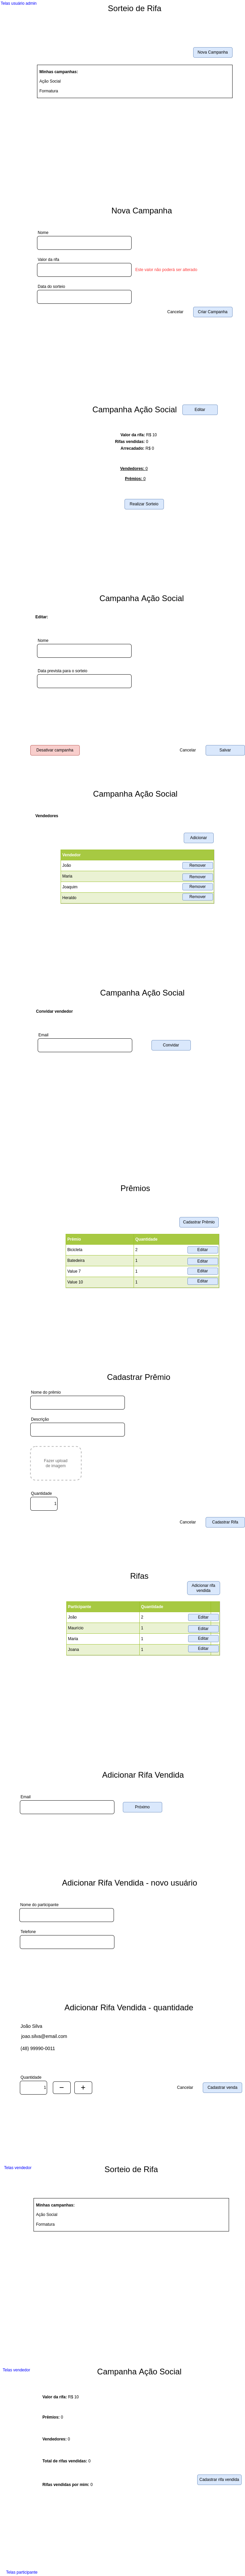 Telas usuário admin
Sorteio de Rifa
Nova Campanha
Minhas campanhas:
Ação Social
Formatura
Nova Campanha
Nome
Valor da rifa
Este valor não poderá ser alterado
Data do sorteio
Cancelar
Criar Campanha
Campanha Ação Social
Editar
Valor da rifa: R$ 10
Rifas vendidas: 0
Arrecadado: R$ 0
Vendedores: 0
Prêmios: 0
Realizar Sorteio
Campanha Ação Social
Editar:
Nome
Data prevista para o sorteio
Desativar campanha
Cancelar
Salvar
Campanha Ação Social
Vendedores
Adicionar
Vendedor
João
Remover
Maria
Remover
Joaquim
Remover
Heraldo
Remover
Campanha Ação Social
Convidar vendedor
Email
Convidar
Prêmios
Cadastrar Prêmio
Prêmio Quantidade
Bicicleta 2 Editar
Batedeira 1 Editar
Value 7 1 Editar
Value 10 1 Editar
Cadastrar Prêmio
Nome do prêmio
Descrição
Fazer upload
de imagem
Quantidade
1
Cancelar
Cadastrar Rifa
Rifas
Adicionar rifa
vendida
Participante Quantidade
João 2 Editar
Maurício 1 Editar
Maria 1 Editar
Joana 1 Editar
Adicionar Rifa Vendida
Email
Próximo
Adicionar Rifa Vendida - novo usuário
Nome do participante
Telefone
Adicionar Rifa Vendida - quantidade
João Silva
joao.silva@email.com
(48) 99990-0011
Quantidade
1 − +
Cancelar
Cadastrar venda
Telas vendedor
Sorteio de Rifa
Minhas campanhas:
Ação Social
Formatura
Telas vendedor
Campanha Ação Social
Valor da rifa: R$ 10
Prêmios: 0
Vendedores: 0
Total de rifas vendidas: 0
Rifas vendidas por mim: 0
Cadastrar rifa vendida
Telas participante